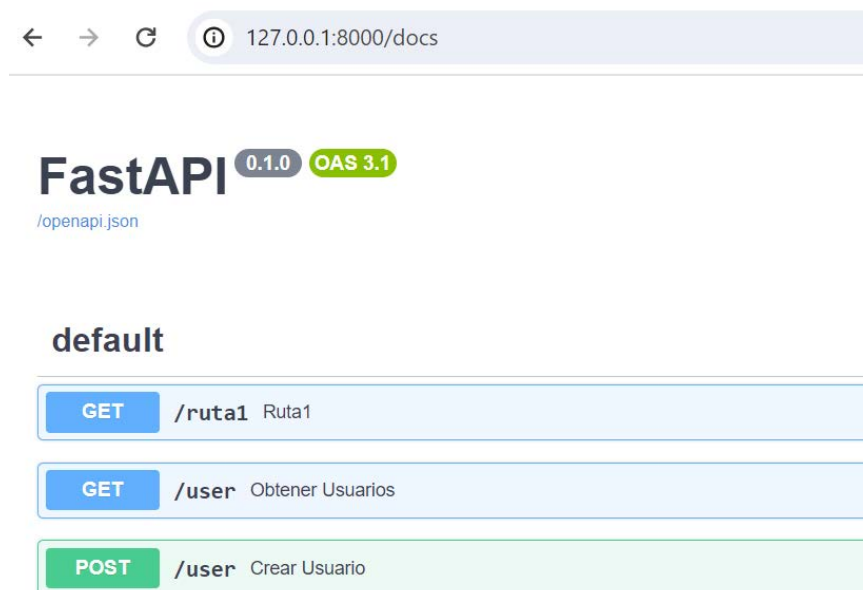 127.0.0.1:8000/docs
FastAPI 0.1.0 OAS 3.1
/openapi.json
default
GET /ruta1 Ruta1
GET /user Obtener Usuarios
POST /user Crear Usuario